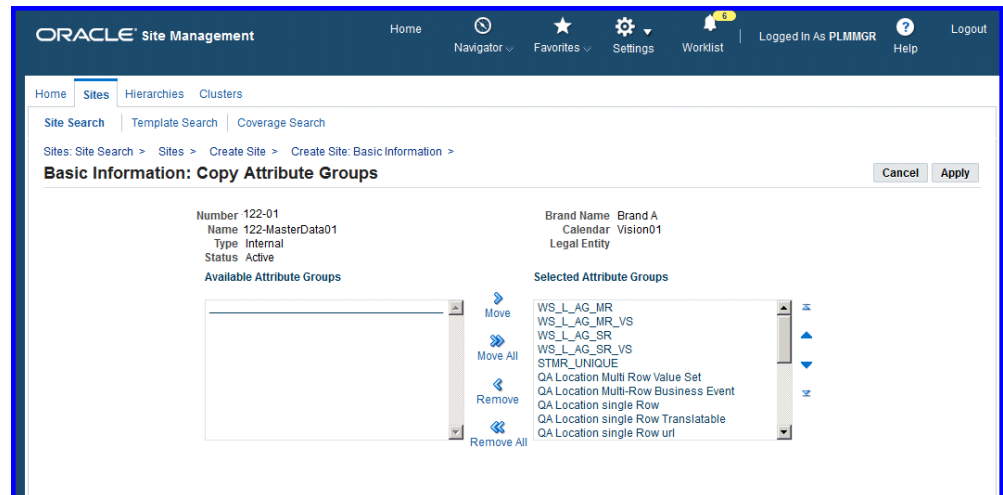 ORACLE Site Management
Home
Navigator
Favorites
Settings
6
Worklist
Logged In As PLMMGR
?
Help
Logout
Home Sites Hierarchies Clusters
Site Search Template Search Coverage Search
Sites: Site Search > Sites > Create Site > Create Site: Basic Information >
Basic Information: Copy Attribute Groups
Cancel Apply
Number 122-01
Name 122-MasterData01
Type Internal
Status Active
Brand Name Brand A
Calendar Vision01
Legal Entity
Available Attribute Groups
Move
Move All
Remove
Remove All
Selected Attribute Groups
WS_L_AG_MR
WS_L_AG_MR_VS
WS_L_AG_SR
WS_L_AG_SR_VS
STMR_UNIQUE
QA Location Multi Row Value Set
QA Location Multi-Row Business Event
QA Location single Row
QA Location single Row Translatable
QA Location single Row url